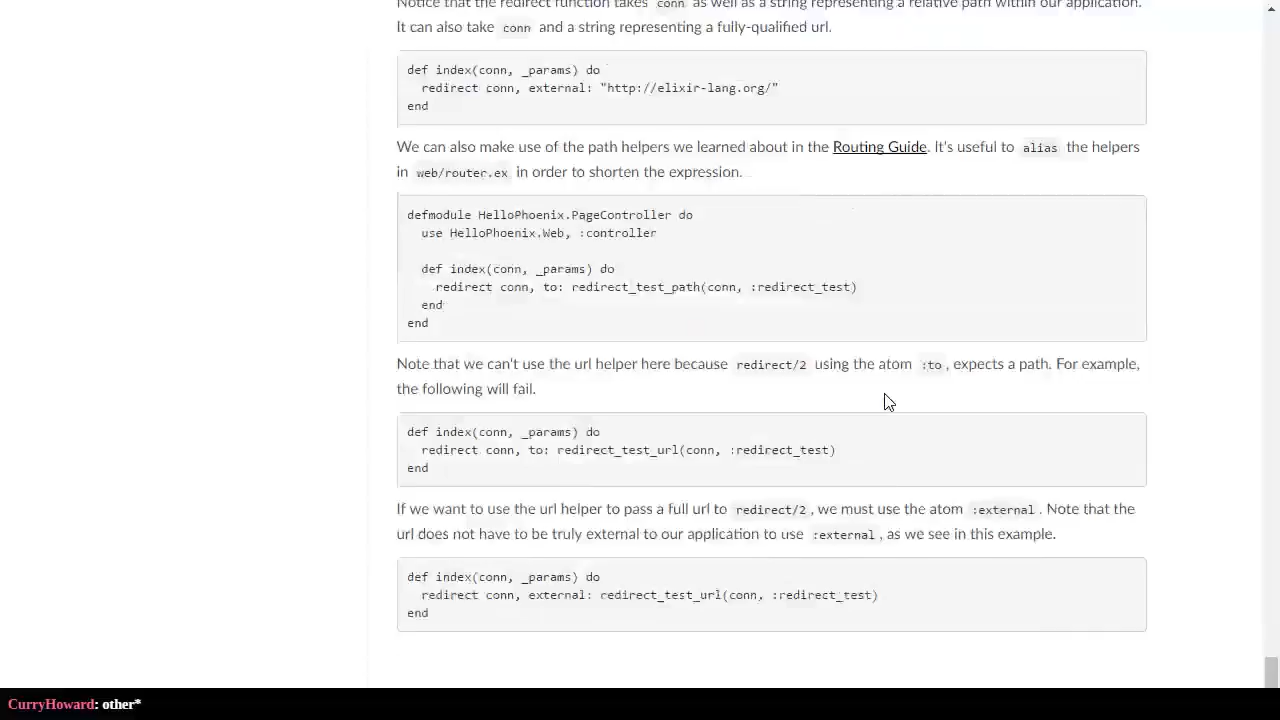 Notice that the redirect function takes conn as well as a string representing a relative path within our application.
It can also take conn and a string representing a fully-qualified url.
def index(conn, _params) do
  redirect conn, external: "http://elixir-lang.org/"
end
We can also make use of the path helpers we learned about in the Routing Guide. It's useful to alias the helpers
in web/router.ex in order to shorten the expression.
defmodule HelloPhoenix.PageController do
  use HelloPhoenix.Web, :controller
  def index(conn, _params) do
    redirect conn, to: redirect_test_path(conn, :redirect_test)
  end
end
Note that we can't use the url helper here because redirect/2 using the atom :to, expects a path. For example,
the following will fail.
def index(conn, _params) do
  redirect conn, to: redirect_test_url(conn, :redirect_test)
end
If we want to use the url helper to pass a full url to redirect/2, we must use the atom :external. Note that the
url does not have to be truly external to our application to use :external, as we see in this example.
def index(conn, _params) do
  redirect conn, external: redirect_test_url(conn, :redirect_test)
end
CurryHoward: other*